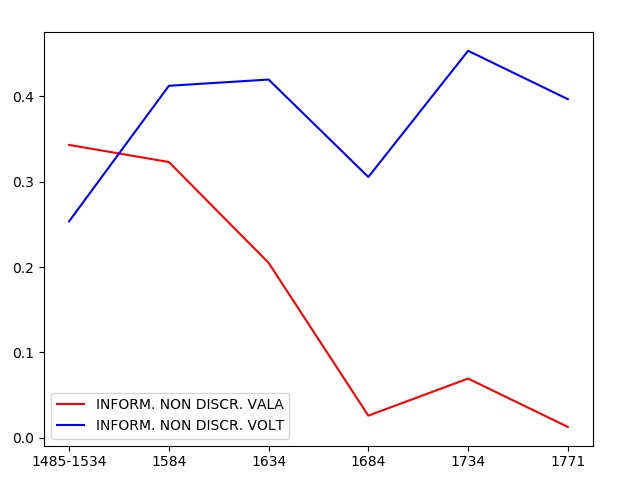 0.4
0.3
0.2
0.1
0.0
INFORM. NON DISCR. VALA
INFORM. NON DISCR. VOLT
1485-1534 1584 1634 1684 1734 1771